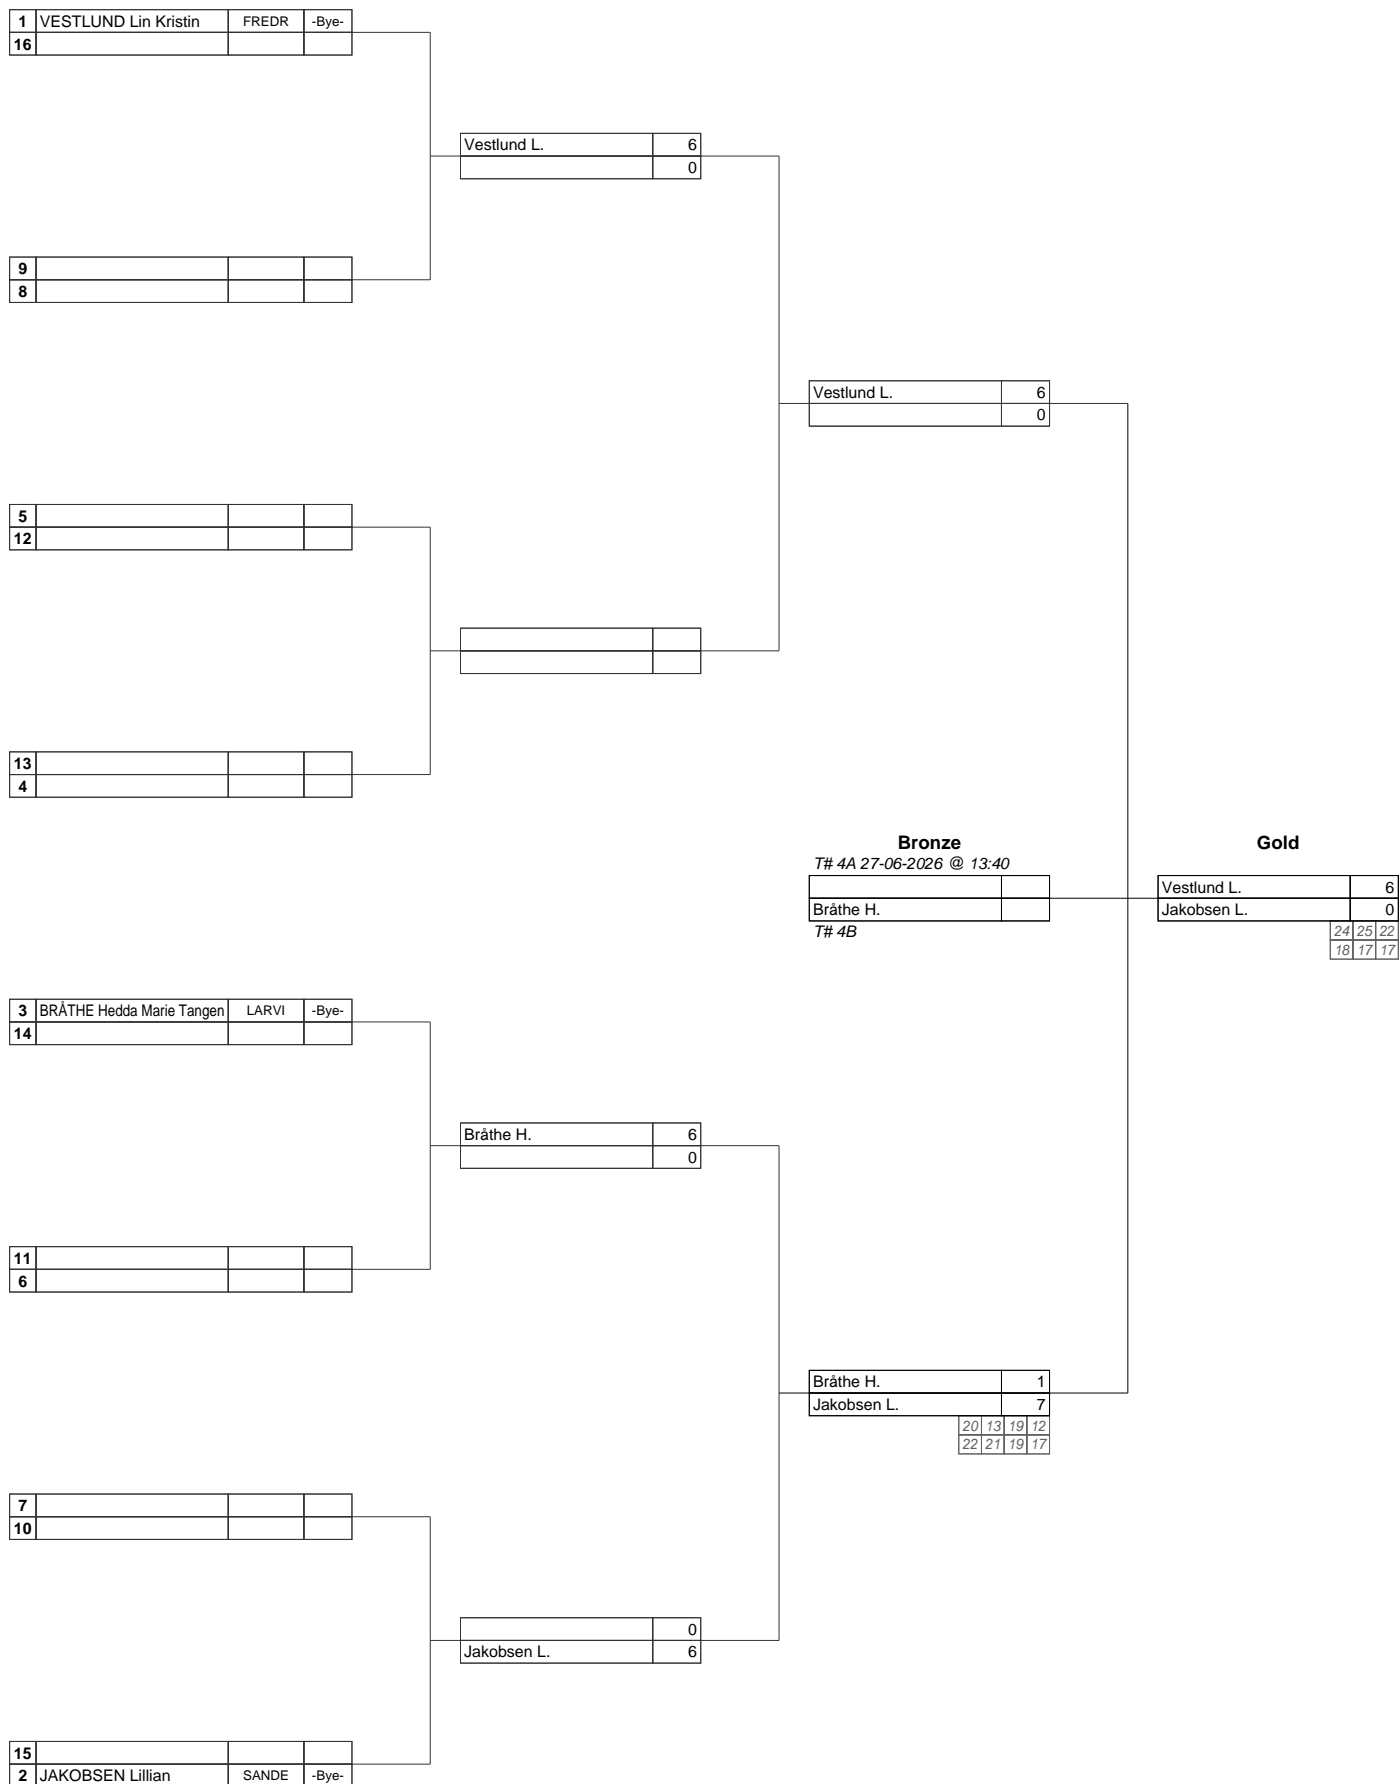 1 VESTLUND Lin Kristin FREDR -Bye-
16
Vestlund L. 6
0
9
8
Vestlund L. 6
0
5
12
13
4
Bronze
T# 4A 27-06-2026 @ 13:40
Bråthe H.
T# 4B
Gold
Vestlund L. 6
Jakobsen L. 0
24 25 22
18 17 17
3 BRÅTHE Hedda Marie Tangen LARVI -Bye-
14
Bråthe H. 6
0
11
6
Bråthe H. 1
Jakobsen L. 7
20 13 19 12
22 21 19 17
7
10
0
Jakobsen L. 6
15
2 JAKOBSEN Lillian SANDE -Bye-